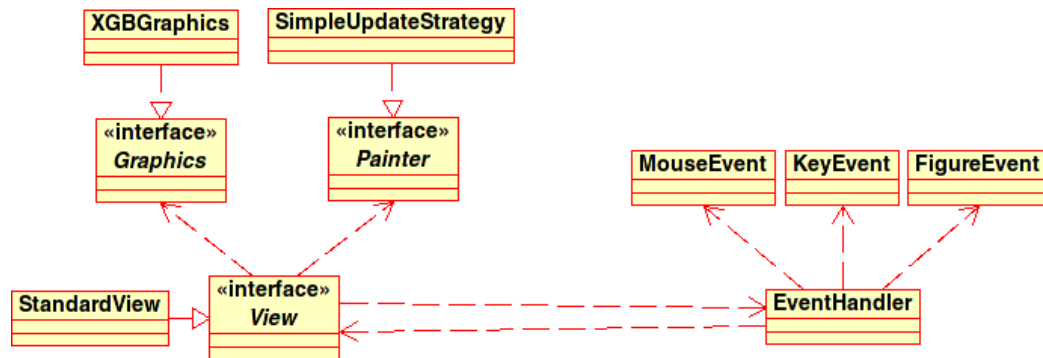 XGBGraphics
SimpleUpdateStrategy
«interface»
Graphics
«interface»
Painter
MouseEvent
KeyEvent
FigureEvent
StandardView
«interface»
View
EventHandler